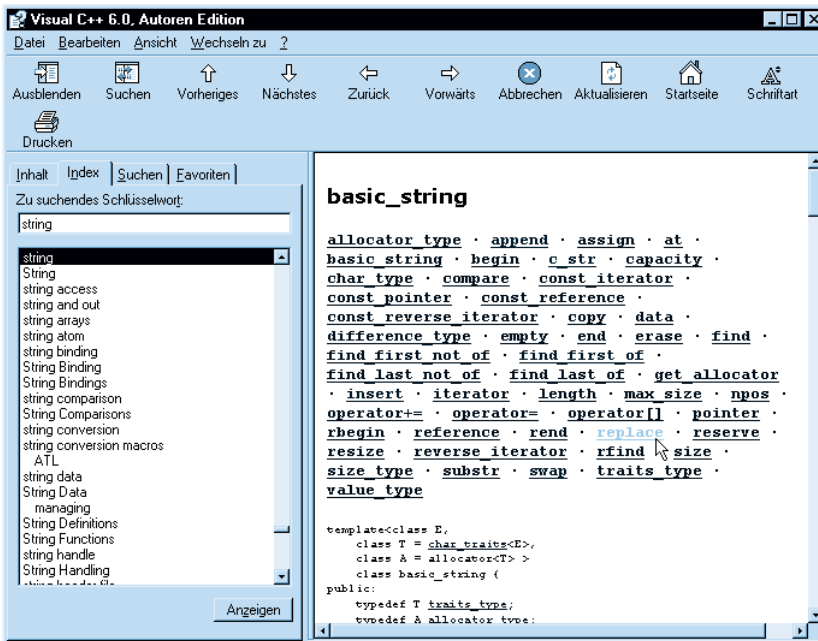 Visual C++ 6.0, Autoren Edition
Datei Bearbeiten Ansicht Wechseln zu ?
Ausblenden Suchen Vorheriges Nächstes Zurück Vorwärts Abbrechen Aktualisieren Startseite Schriftart
Drucken
Inhalt Index Suchen Favoriten
Zu suchendes Schlüsselwort:
string
string
String
string access
string and out
string arrays
string atom
string binding
String Binding
String Bindings
string comparison
String Comparisons
string conversion
string conversion macros
ATL
string data
String Data
managing
String Definitions
String Functions
string handle
String Handling
string header file
Anzeigen
basic_string
allocator_type · append · assign · at ·
basic_string · begin · c_str · capacity ·
char_type · compare · const_iterator ·
const_pointer · const_reference ·
const_reverse_iterator · copy · data ·
difference_type · empty · end · erase · find ·
find_first_not_of · find_first_of ·
find_last_not_of · find_last_of · get_allocator
· insert · iterator · length · max_size · npos ·
operator+= · operator= · operator[] · pointer ·
rbegin · reference · rend · replace · reserve ·
resize · reverse_iterator · rfind · size ·
size_type · substr · swap · traits_type ·
value_type
template<class E,
class T = char_traits<E>,
class A = allocator<T> >
class basic_string {
public:
typedef T traits_type;
typedef A allocator_type;